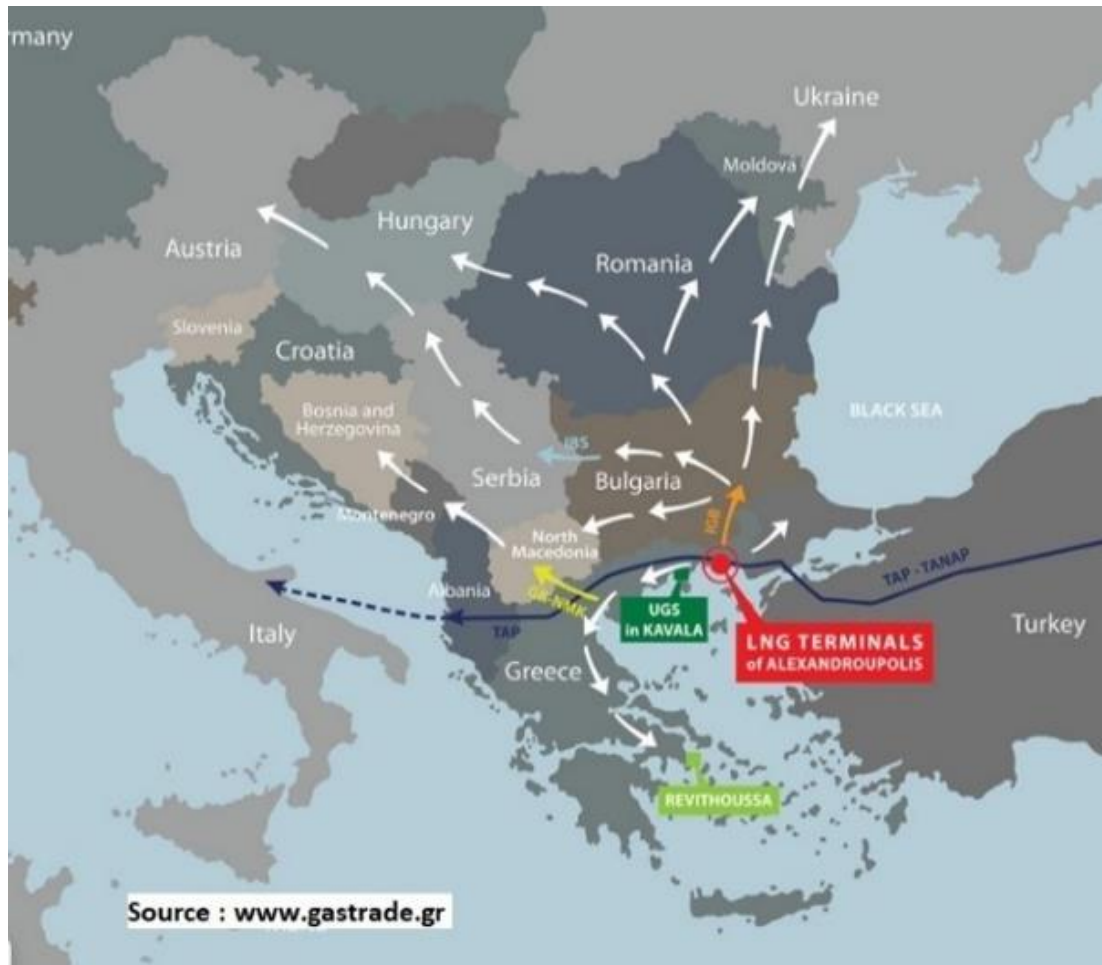 rmany
Ukraine
Moldova
Hungary
Austria
Romania
Slovenia
Croatia
Bosnia and
Herzegovina
BLACK SEA
IBS
Serbia
Bulgaria
Montenegro
North
Macedonia
IGB
TAP - TANAP
Albania
GR-NMK
UGS
in KAVALA
TAP
Italy
LNG TERMINALS
of ALEXANDROUPOLIS
Turkey
Greece
REVITHOUSSA
Source : www.gastrade.gr